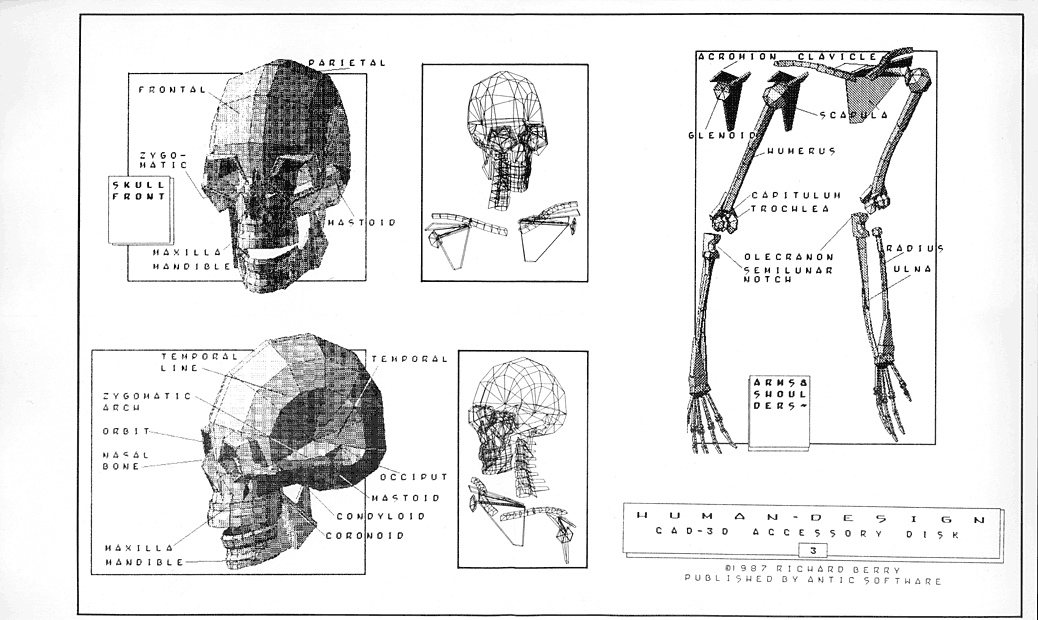 PARIETAL
FRONTAL
ZYGO-
MATIC
SKULL
FRONT
MASTOID
MAXILLA
MANDIBLE
ACROMION CLAVICLE
SCAPULA
GLENOID
HUMERUS
CAPITULUM
TROCHLEA
OLECRANON
SEMILUNAR
NOTCH
RADIUS
ULNA
ARMS&
SHOUL
DERS~
TEMPORAL
LINE
TEMPORAL
ZYGOMATIC
ARCH
ORBIT
NASAL
BONE
OCCIPUT
MASTOID
CONDYLOID
CORONOID
MAXILLA
MANDIBLE
HUMAN-DESIGN
CAD-3D ACCESSORY DISK
3
©1987 RICHARD BERRY
PUBLISHED BY ANTIC SOFTWARE